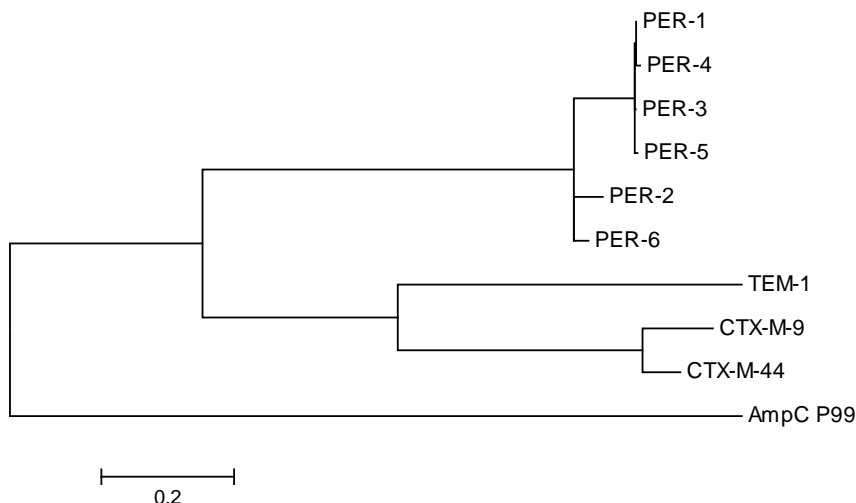 PER-1
PER-4
PER-3
PER-5
PER-2
PER-6
TEM-1
CTX-M-9
CTX-M-44
AmpC P99
0.2